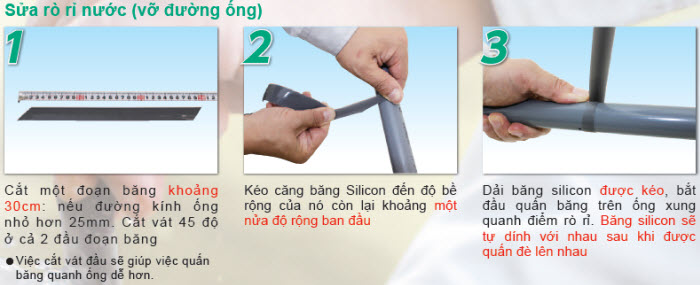 Sửa rò rỉ nước (vỡ đường ống)
1
Cắt một đoạn băng khoảng
30cm: nếu đường kính ống
nhỏ hơn 25mm. Cắt vát 45 độ
ở cả 2 đầu đoạn băng
●Việc cắt vát đầu sẽ giúp việc quấn
băng quanh ống dễ hơn.
2
Kéo căng băng Silicon đến độ bề
rộng của nó còn lại khoảng một
nửa độ rộng ban đầu
3
Dải băng silicon được kéo, bắt
đầu quấn băng trên ống xung
quanh điểm rò rỉ. Băng silicon sẽ
tự dính với nhau sau khi được
quấn đè lên nhau